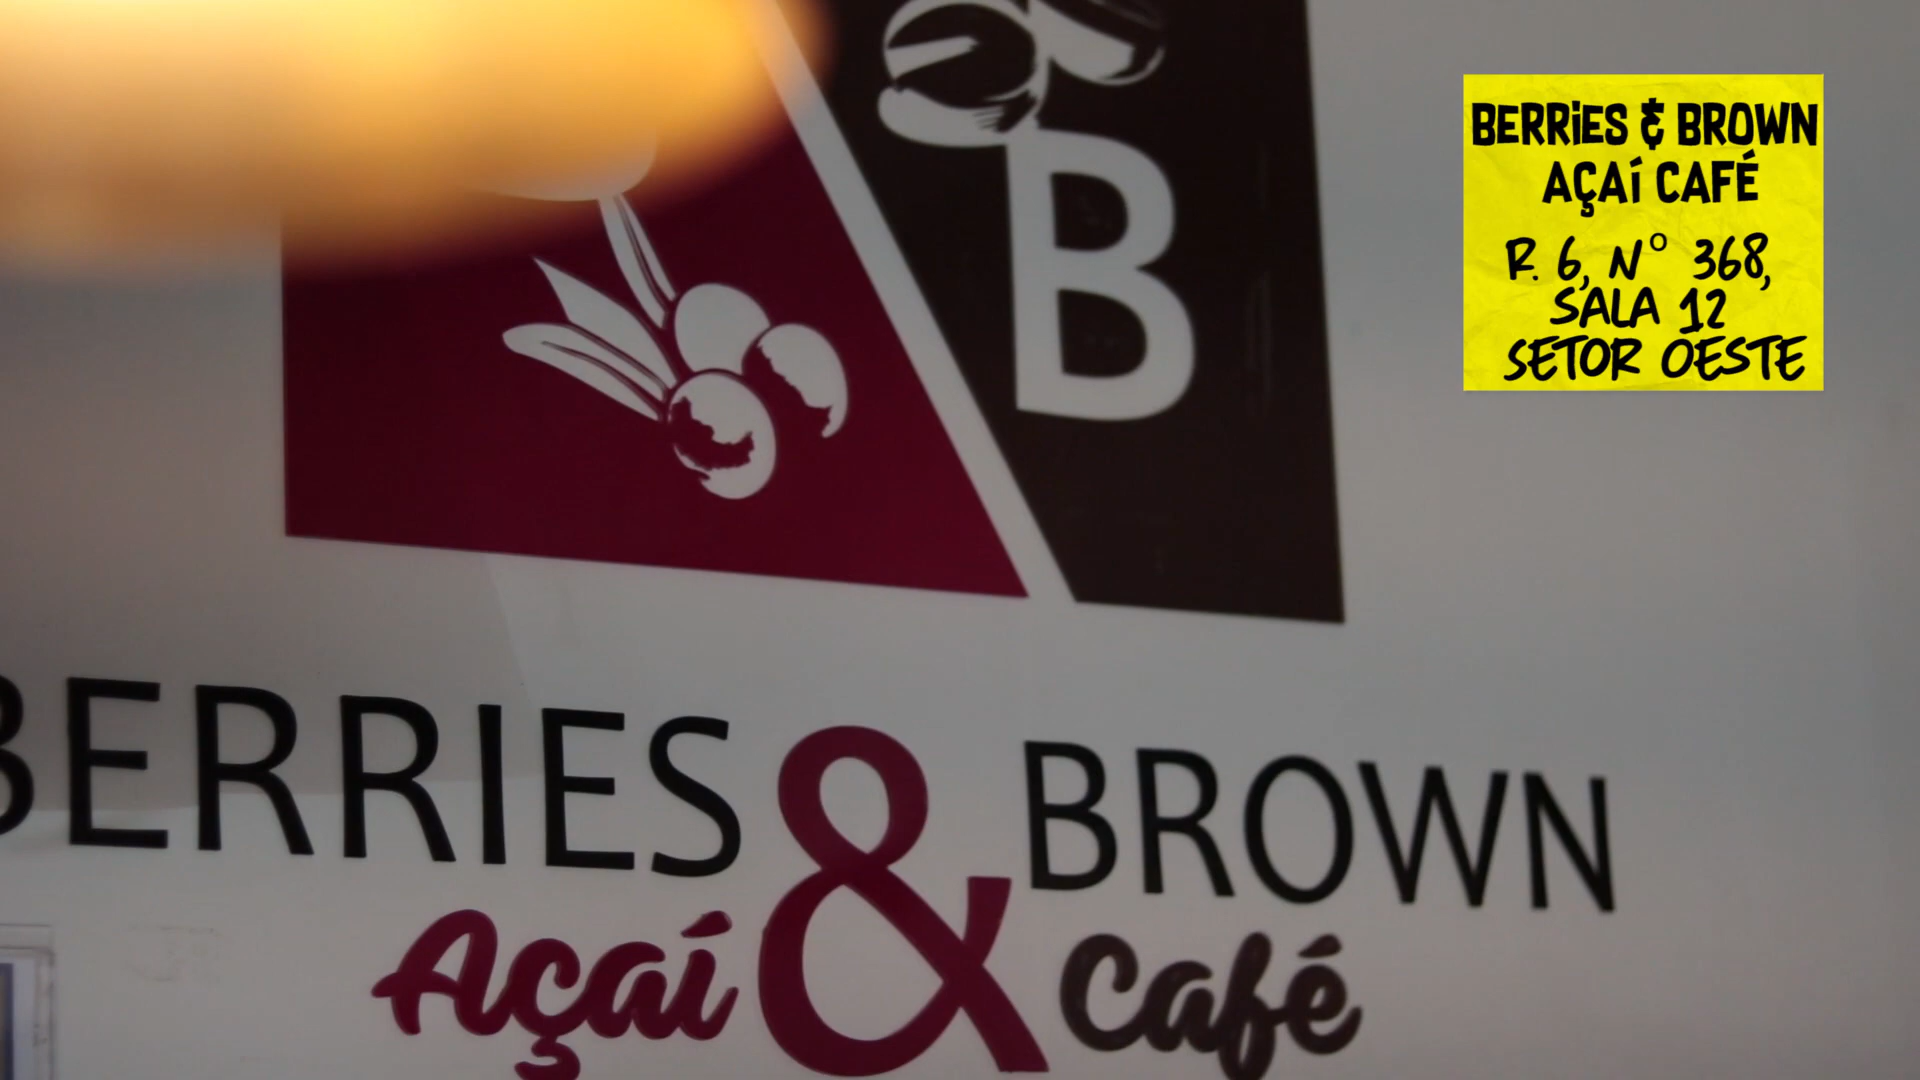 B
BERRIES & BROWN
Açaí Café
BERRIES & BROWN
AÇAÍ CAFÉ
R. 6, Nº 368,
SALA 12
SETOR OESTE